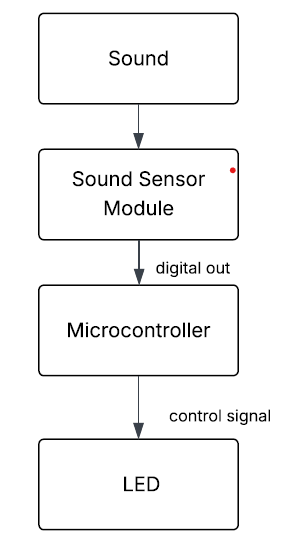 Sound
Sound Sensor
Module
digital out
Microcontroller
control signal
LED